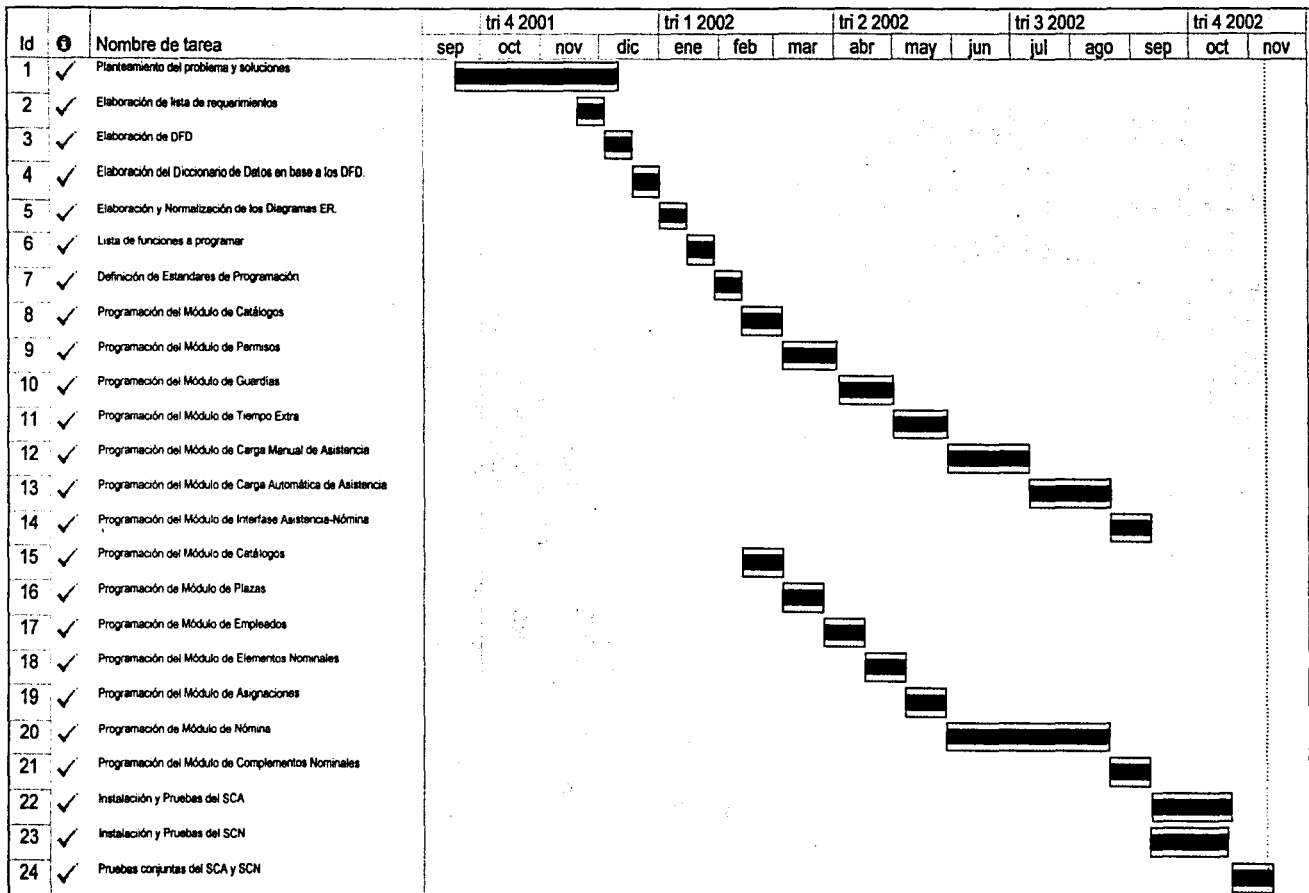 tri 4 2001 tri 1 2002 tri 2 2002 tri 3 2002 tri 4 2002
Id Nombre de tarea sep oct nov dic ene feb mar abr may jun jul ago sep oct nov
1 Planteamiento del problema y soluciones
2 Elaboración de lista de requerimientos
3 Elaboración de DFD
4 Elaboración del Diccionario de Datos en base a los DFD.
5 Elaboración y Normalización de los Diagramas ER.
6 Lista de funciones a programar
7 Definición de Estandares de Programación
8 Programación del Módulo de Catálogos
9 Programación del Módulo de Permisos
10 Programación del Módulo de Guardías
11 Programación del Módulo de Tiempo Extra
12 Programación del Módulo de Carga Manual de Asistencia
13 Programación del Módulo de Carga Automática de Asistencia
14 Programación del Módulo de Interfase Asistencia-Nómina
15 Programación del Módulo de Catálogos
16 Programación de Módulo de Plazas
17 Programación de Módulo de Empleados
18 Programación del Módulo de Elementos Nominales
19 Programación del Módulo de Asignaciones
20 Programación de Módulo de Nómina
21 Programación del Módulo de Complementos Nominales
22 Instalación y Pruebas del SCA
23 Instalación y Pruebas del SCN
24 Pruebas conjuntas del SCA y SCN